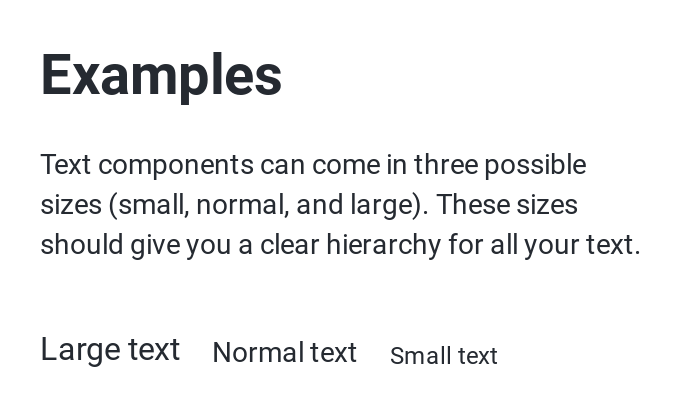 Examples
Text components can come in three possible
sizes (small, normal, and large). These sizes
should give you a clear hierarchy for all your text.
Large text Normal text Small text